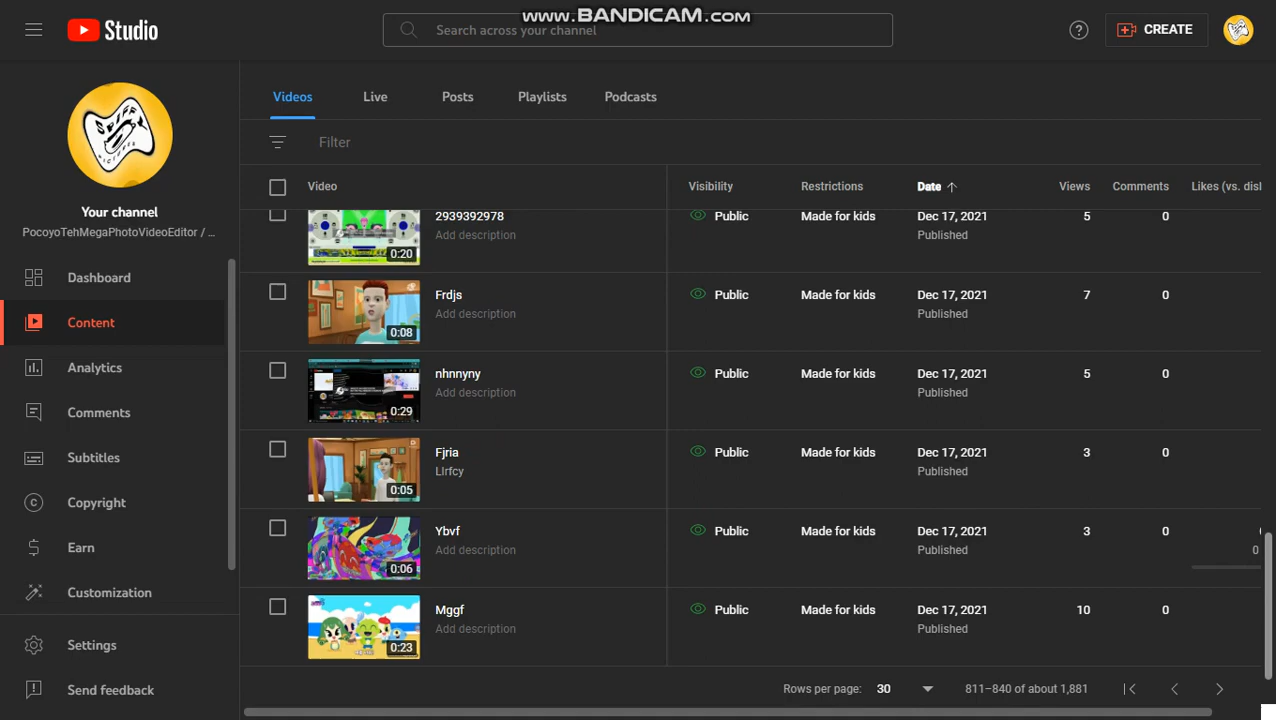 www.BANDICAM.com
Studio
Search across your channel
CREATE
Your channel
PocoyoTehMegaPhotoVideoEditor / ...
Dashboard
Content
Analytics
Comments
Subtitles
Copyright
Earn
Customization
Settings
Send feedback
Videos Live Posts Playlists Podcasts
Filter
Video Visibility Restrictions Date Views Comments Likes (vs. disl
0:20 2939392978 Public Made for kids Dec 17, 2021 5 0
Add description Published
0:08 Frdjs Public Made for kids Dec 17, 2021 7 0
Add description Published
0:29 nhnnyny Public Made for kids Dec 17, 2021 5 0
Add description Published
0:05 Fjria Public Made for kids Dec 17, 2021 3 0
Llrfcy Published
0:06 Ybvf Public Made for kids Dec 17, 2021 3 0
Add description Published 0
0:23 Mggf Public Made for kids Dec 17, 2021 10 0
Add description Published
Rows per page: 30 811–840 of about 1,881